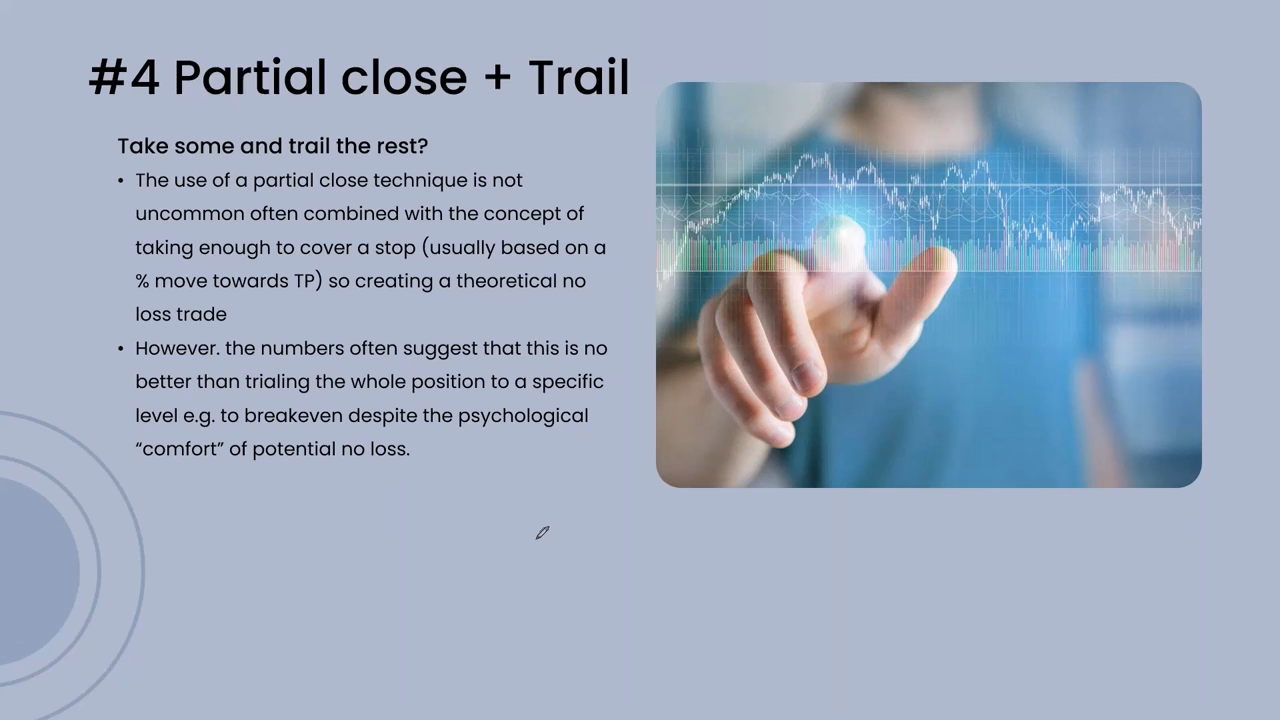 #4 Partial close + Trail
Take some and trail the rest?
• The use of a partial close technique is not
uncommon often combined with the concept of
taking enough to cover a stop (usually based on a
% move towards TP) so creating a theoretical no
loss trade
• However. the numbers often suggest that this is no
better than trialing the whole position to a specific
level e.g. to breakeven despite the psychological
“comfort” of potential no loss.